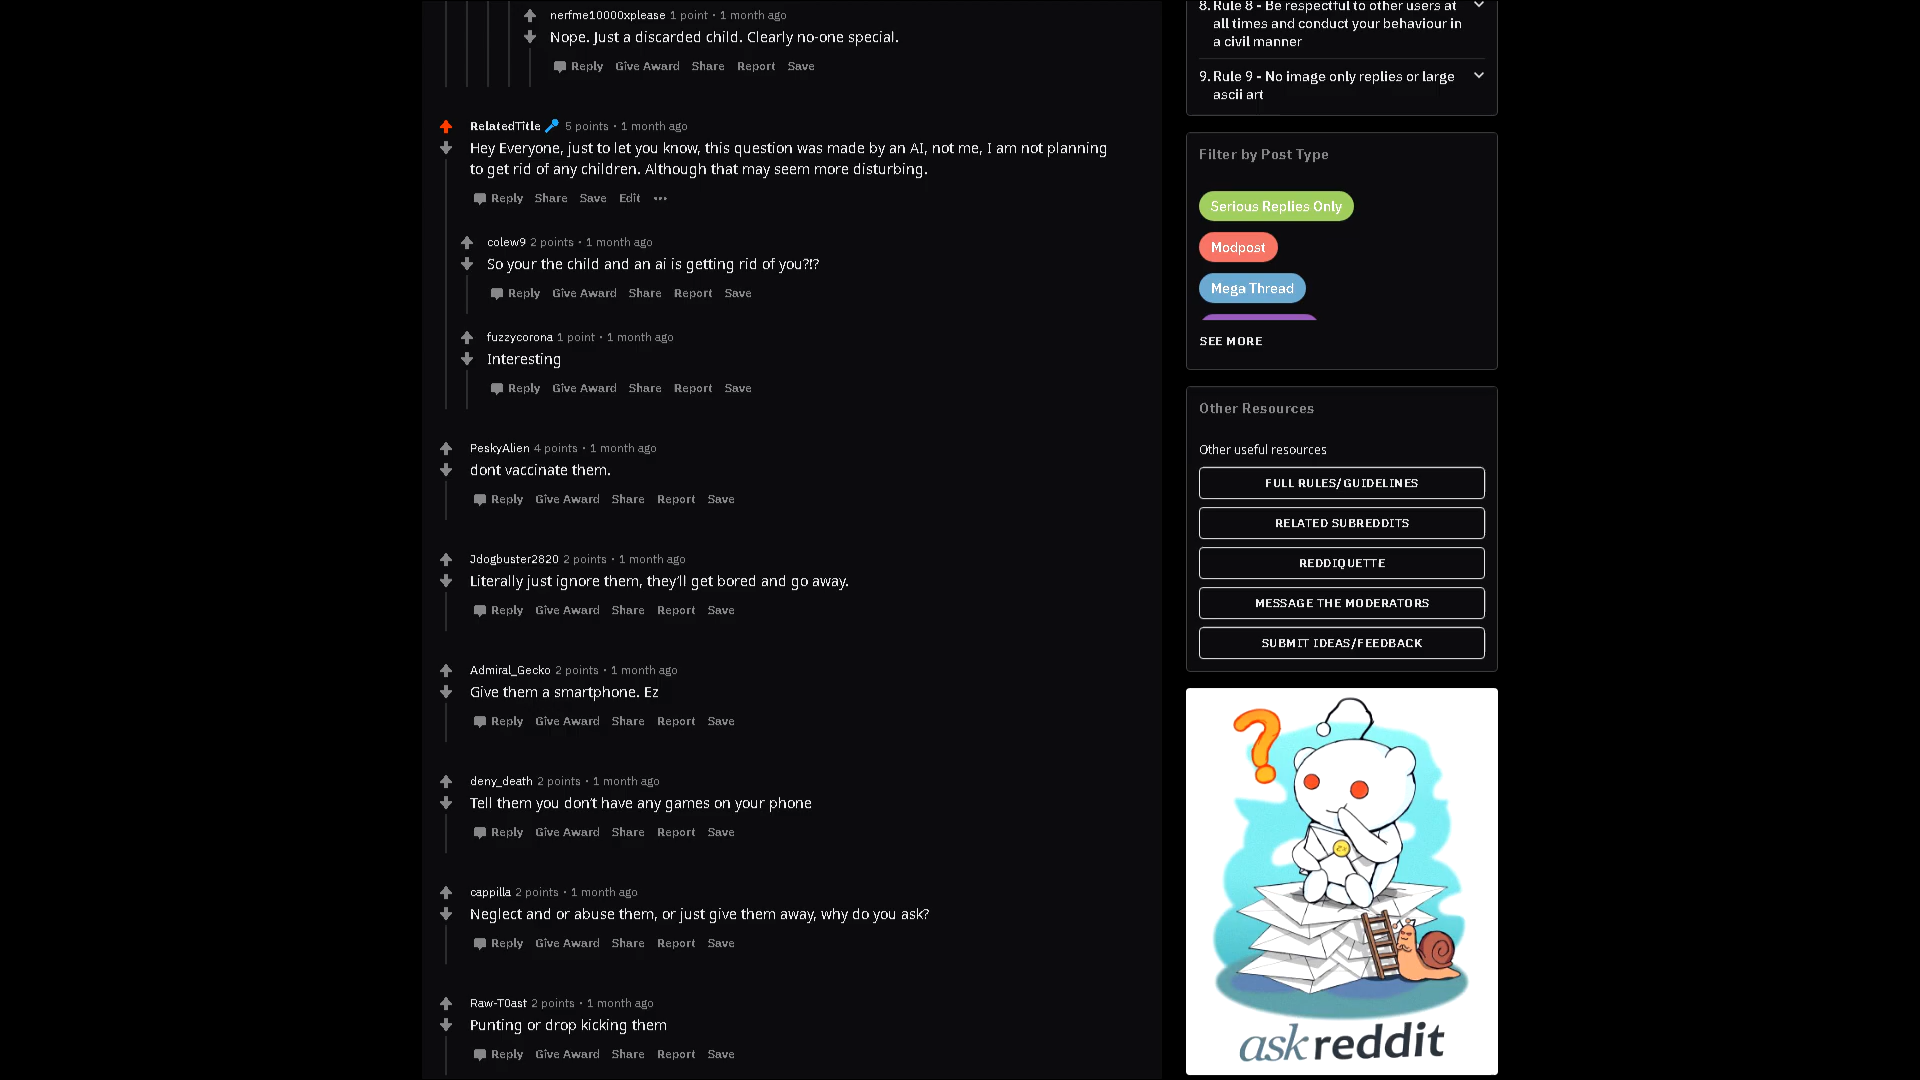 nerfme10000xplease 1 point · 1 month ago
Nope. Just a discarded child. Clearly no-one special.
Reply Give Award Share Report Save
RelatedTitle 5 points · 1 month ago
Hey Everyone, just to let you know, this question was made by an AI, not me, I am not planning
to get rid of any children. Although that may seem more disturbing.
Reply Share Save Edit ···
colew9 2 points · 1 month ago
So your the child and an ai is getting rid of you?!?
Reply Give Award Share Report Save
fuzzycorona 1 point · 1 month ago
Interesting
Reply Give Award Share Report Save
PeskyAlien 4 points · 1 month ago
dont vaccinate them.
Reply Give Award Share Report Save
Jdogbuster2820 2 points · 1 month ago
Literally just ignore them, they'll get bored and go away.
Reply Give Award Share Report Save
Admiral_Gecko 2 points · 1 month ago
Give them a smartphone. Ez
Reply Give Award Share Report Save
deny_death 2 points · 1 month ago
Tell them you don't have any games on your phone
Reply Give Award Share Report Save
cappilla 2 points · 1 month ago
Neglect and or abuse them, or just give them away, why do you ask?
Reply Give Award Share Report Save
Raw-T0ast 2 points · 1 month ago
Punting or drop kicking them
Reply Give Award Share Report Save
8. Rule 8 - Be respectful to other users at
all times and conduct your behaviour in
a civil manner
9. Rule 9 - No image only replies or large
ascii art
Filter by Post Type
Serious Replies Only
Modpost
Mega Thread
SEE MORE
Other Resources
Other useful resources
FULL RULES/GUIDELINES
RELATED SUBREDDITS
REDDIQUETTE
MESSAGE THE MODERATORS
SUBMIT IDEAS/FEEDBACK
?
askreddit